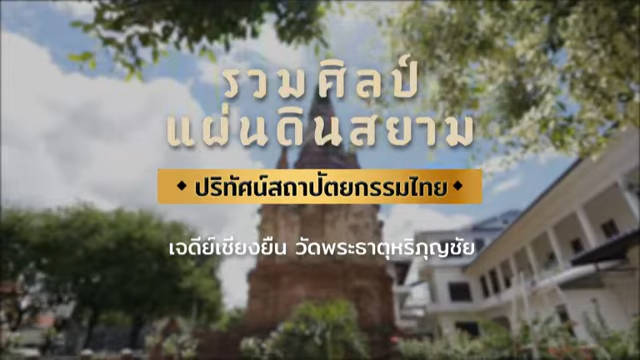 รวมศิลป์
แผ่นดินสยาม
ปริทัศน์สถาปัตยกรรมไทย
เจดีย์เชียงยืน วัดพระธาตุหริภุญชัย